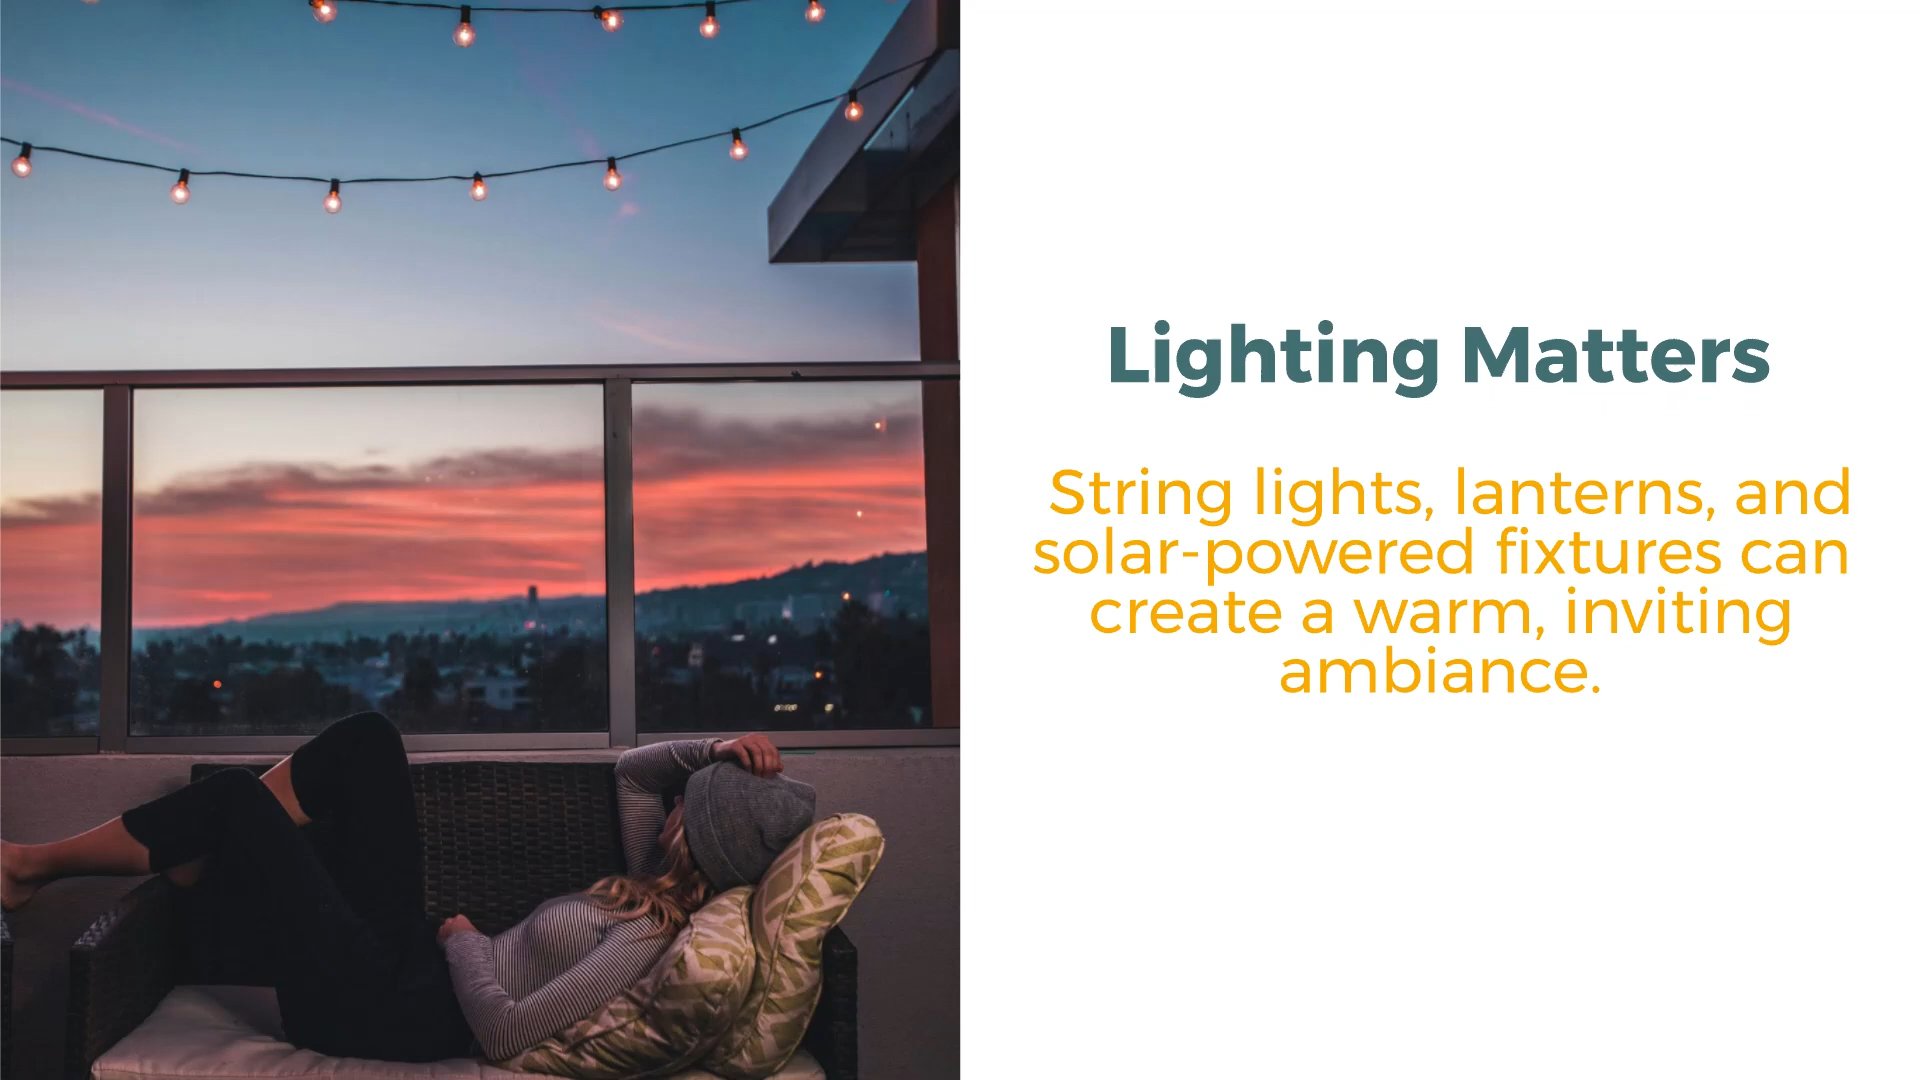 Lighting Matters
String lights, lanterns, and
solar-powered fixtures can
create a warm, inviting
ambiance.